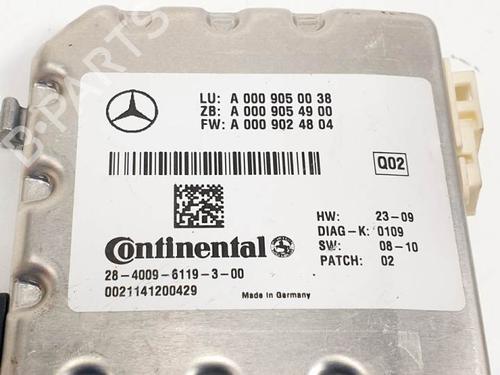 B-PARTS
LU: A 000 905 00 38
ZB: A 000 905 49 00
FW: A 000 902 48 04
Q02
HW: 23-09
DIAG-K: 0109
SW: 08-10
PATCH: 02
Continental
28-4009-6119-3-00
0021141200429
Made in Germany